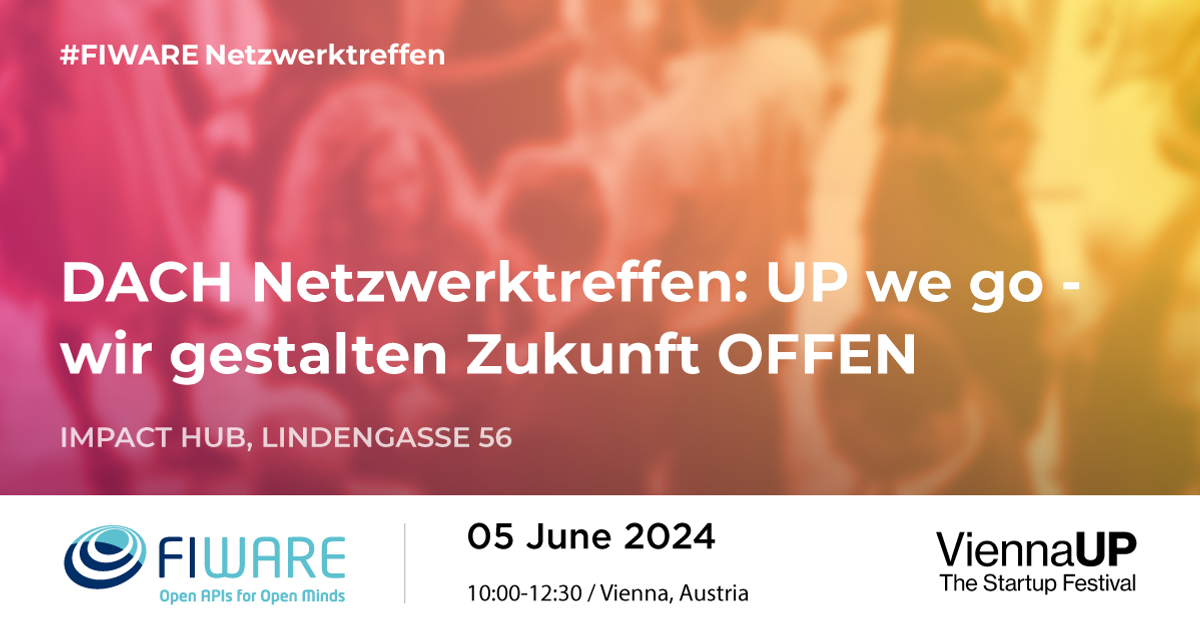 #FIWARE Netzwerktreffen
DACH Netzwerktreffen: UP we go -
wir gestalten Zukunft OFFEN
IMPACT HUB, LINDENGASSE 56
FIWARE
Open APIs for Open Minds
05 June 2024
10:00-12:30 / Vienna, Austria
ViennaUP
The Startup Festival